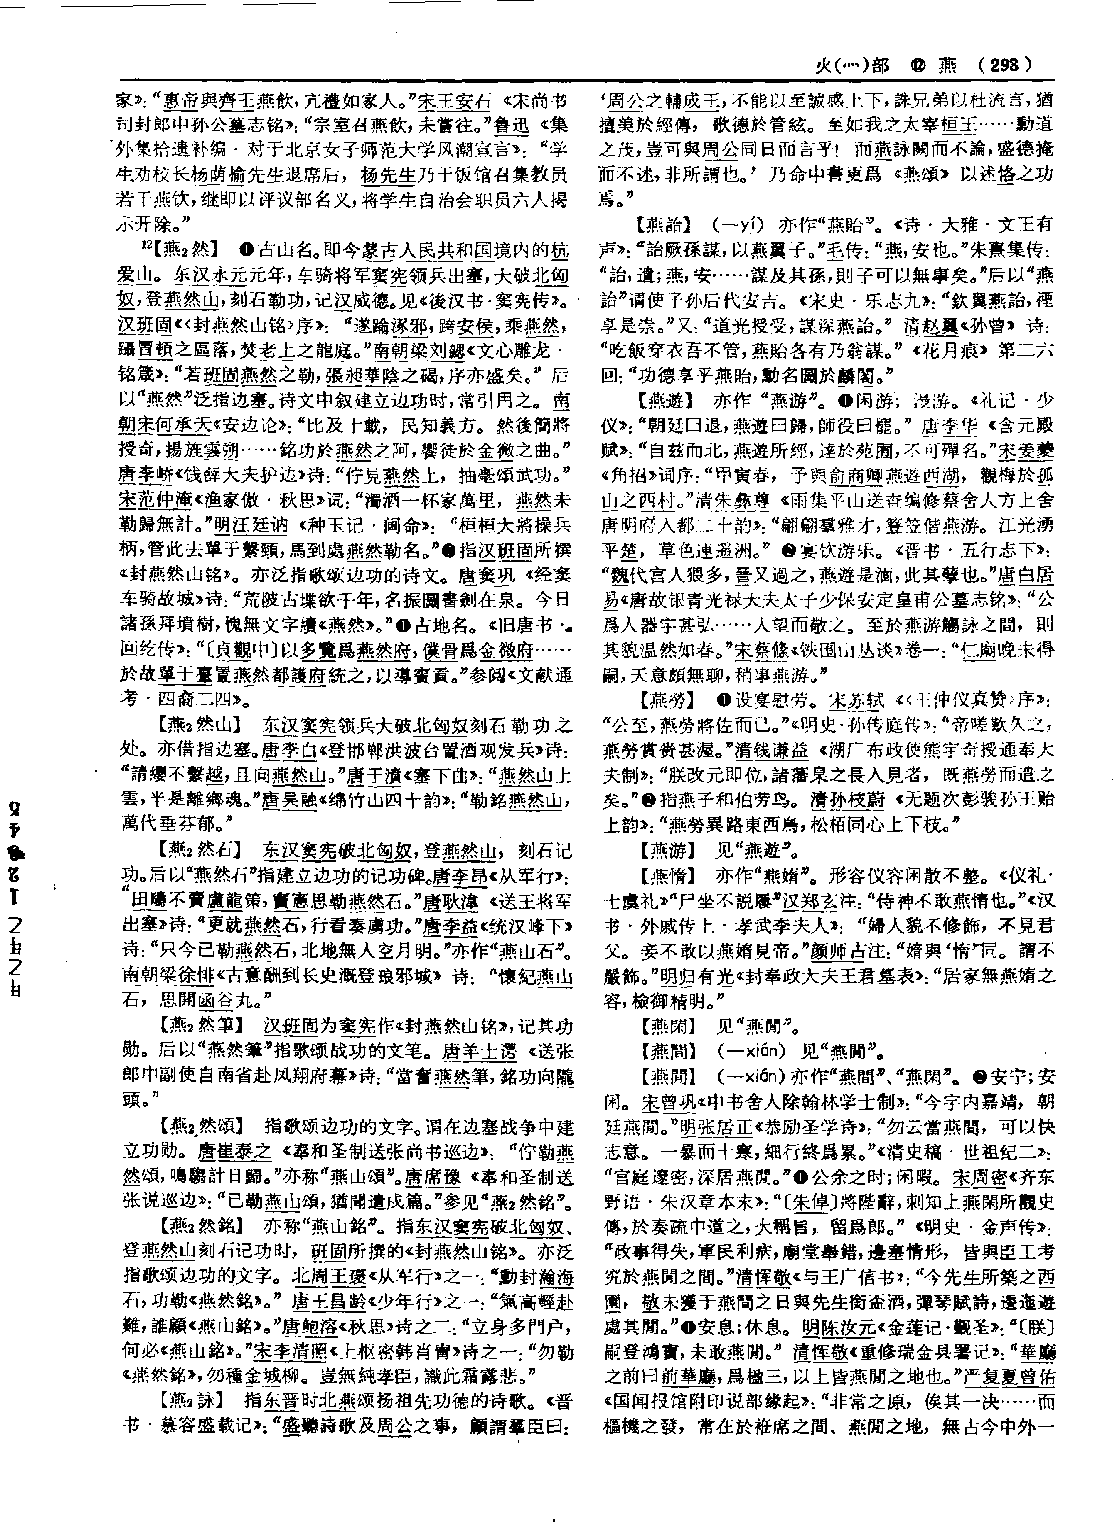 火(灬)部 ⑫ 燕 (293)
家》：“惠帝與齊王燕飲，亢禮如家人。”宋王安石《宋尚书
司封郎中孙公墓志铭》：“宗室召燕飲，未嘗往。”鲁迅《集
外集拾遗补编·对于北京女子师范大学风潮宣言》：“学
生劝校长杨荫榆先生退席后，杨先生乃于饭馆召集教员
若干燕饮，继即以评议部名义，将学生自治会职员六人揭
示开除。”
12【燕₂然】 ❶古山名。即今蒙古人民共和国境内的杭
爱山。东汉永元元年，车骑将军窦宪领兵出塞，大破北匈
奴，登燕然山，刻石勒功，记汉威德。见《後汉书·窦宪传》。
汉班固《〈封燕然山铭〉序》：“遂踰涿邪，跨安侯，乘燕然，
躡冒頓之區落，焚老上之龍庭。”南朝梁刘勰《文心雕龙·
铭箴》：“若班固燕然之勒，張昶華陰之碣，序亦盛矣。”后
以“燕然”泛指边塞。诗文中叙建立边功时，常引用之。南
朝宋何承天《安边论》：“比及十載，民知義方。然後簡將
授奇，揚旌雲朔……銘功於燕然之阿，饗徒於金微之曲。”
唐李峤《饯薛大夫护边》诗：“佇見燕然上，抽毫頌武功。”
宋范仲淹《渔家傲·秋思》词：“濁酒一杯家萬里，燕然未
勒歸無計。”明汪廷讷《种玉记·阃命》：“桓桓大將操兵
柄，管此去單于繫頸，馬到處燕然勒名。”❷指汉班固所撰
《封燕然山铭》。亦泛指歌颂边功的诗文。唐窦巩《经窦
车骑故城》诗：“荒陂古堞欲千年，名振圖書劍在泉。今日
諸孫拜墳樹，愧無文字續《燕然》。”❸古地名。《旧唐书·
回纥传》：“〔貞觀中〕以多覽爲燕然府，僕骨爲金微府……
於故單于臺置燕然都護府統之，以導賓貢。”参阅《文献通
考·四裔二四》。
【燕₂然山】 东汉窦宪领兵大破北匈奴刻石勒功之
处。亦借指边塞。唐李白《登邯郸洪波台置酒观发兵》诗：
“請纓不繫越，且向燕然山。”唐于濆《塞下曲》：“燕然山上
雲，半是離鄉魂。”唐吴融《绵竹山四十韵》：“勒銘燕然山，
萬代垂芬郁。”
【燕₂然石】 东汉窦宪破北匈奴，登燕然山，刻石记
功。后以“燕然石”指建立边功的记功碑。唐李昂《从军行》：
“田疇不賣盧龍策，竇憲思勒燕然石。”唐耿湋《送王将军
出塞》诗：“更就燕然石，行看奏虜功。”唐李益《统汉峰下》
诗：“只今已勒燕然石，北地無人空月明。”亦作“燕山石”。
南朝梁徐悱《古意酬到长史溉登琅邪城》诗：“懷紀燕山
石，思開函谷丸。”
【燕₂然筆】 汉班固为窦宪作《封燕然山铭》，记其功
勋。后以“燕然筆”指歌颂战功的文笔。唐羊士谔《送张
郎中副使自南省赴凤翔府幕》诗：“當奮燕然筆，銘功向隴
頭。”
【燕₂然頌】 指歌颂边功的文字。谓在边塞战争中建
立功勋。唐崔泰之《奉和圣制送张尚书巡边》：“佇勒燕
然頌，鳴騶計日歸。”亦称“燕山頌”。唐席豫《奉和圣制送
张说巡边》：“已勒燕山頌，猶聞遣戍篇。”参见“燕₂然銘”。
【燕₂然銘】 亦称“燕山銘”。指东汉窦宪破北匈奴、
登燕然山刻石记功时，班固所撰的《封燕然山铭》。亦泛
指歌颂边功的文字。北周王褒《从军行》之一：“勳封瀚海
石，功勒《燕然銘》。”唐王昌龄《少年行》之一：“氣高輕赴
難，誰顧《燕山銘》。”唐鲍溶《秋思》诗之二：“立身多門户，
何必《燕山銘》。”宋李清照《上枢密韩肖胄》诗之一：“勿勒
《燕然銘》，勿種金城柳。豈無純孝臣，識此霜露悲。”
【燕₂詠】 指东晋时北燕颂扬祖先功德的诗歌。《晋
书·慕容盛载记》：“盛聽詩歌及周公之事，顧謂羣臣曰：
‘周公之輔成王，不能以至誠感上下，誅兄弟以杜流言，猶
擅美於經傳，歌德於管絃。至如我之太宰桓王……勳道
之茂，豈可與周公同日而言乎！而燕詠闕而不論，盛德掩
而不述，非所謂也。’乃命中書更爲《燕頌》以述恪之功
焉。”
【燕詒】 (—yí) 亦作“燕貽”。《诗·大雅·文王有
声》：“詒厥孫謀，以燕翼子。”毛传：“燕，安也。”朱熹集传：
“詒，遺；燕，安……謀及其孫，則子可以無事矣。”后以“燕
詒”谓使子孙后代安吉。《宋史·乐志九》：“欽翼燕詒，禋
享是崇。”又：“道光授受，謀深燕詒。”清赵翼《孙曾》诗：
“吃飯穿衣吾不管，燕貽各有乃翁謀。”《花月痕》第二六
回：“功德享乎燕貽，勳名圖於麟閣。”
【燕遊】 亦作“燕游”。❶闲游；漫游。《礼记·少
仪》：“朝廷曰退，燕遊曰歸，師役曰罷。”唐李华《含元殿
赋》：“自兹而北，燕遊所經，達於苑囿，不可殫名。”宋姜夔
《角招》词序：“甲寅春，予與俞商卿燕遊西湖，觀梅於孤
山之西村。”清朱彝尊《雨集平山送查编修蔡舍人方上舍
唐明府入都二十韵》：“翩翩羣雅才，簦笠偕燕游。江光湧
平楚，草色連遥洲。”❷宴饮游乐。《晋书·五行志下》：
“魏代宫人猥多，晉又過之，燕遊是湎，此其孽也。”唐白居
易《唐故银青光禄大夫太子少保安定皇甫公墓志铭》：“公
爲人器宇甚弘……人望而敬之。至於燕游觴詠之間，則
其貌温然如春。”宋蔡絛《铁围山丛谈》卷一：“仁廟晚未得
嗣，天意頗無聊，稍事燕游。”
【燕勞】 ❶设宴慰劳。宋苏轼《〈王仲仪真赞〉序》：
“公至，燕勞將佐而已。”《明史·孙传庭传》：“帝嗟歎久之，
燕勞賞賚甚渥。”清钱谦益《湖广布政使熊宇奇授通奉大
夫制》：“朕改元即位，諸藩臬之長入見者，既燕勞而遣之
矣。”❷指燕子和伯劳鸟。清孙枝蔚《无题次彭骏孙王贻
上韵》：“燕勞異路東西鳥，松栢同心上下枝。”
【燕游】 见“燕遊”。
【燕惰】 亦作“燕媠”。形容仪容闲散不整。《仪礼·
士虞礼》“尸坐不説屨”汉郑玄注：“侍神不敢燕惰也。”《汉
书·外戚传上·孝武李夫人》：“婦人貌不修飾，不見君
父。妾不敢以燕媠見帝。”颜师古注：“媠與‘惰’同。謂不
嚴飾。”明归有光《封奉政大夫王君墓表》：“居家無燕媠之
容，檢御精明。”
【燕閑】 见“燕閒”。
【燕間】 (—xián) 见“燕閒”。
【燕閒】 (—xián)亦作“燕間”、“燕閑”。❶安宁；安
闲。宋曾巩《中书舍人除翰林学士制》：“今宇内嘉靖，朝
廷燕閒。”明张居正《恭励圣学诗》：“勿云當燕閒，可以快
志意。一暴而十寒，細行終爲累。”《清史稿·世祖纪二》：
“宫庭邃密，深居燕閒。”❷公余之时；闲暇。宋周密《齐东
野语·朱汉章本末》：“〔朱倬〕將陛辭，刺知上燕閑所觀史
傳，於奏疏中道之，大稱旨，留爲郎。”《明史·金声传》：
“政事得失，軍民利病，廟堂舉錯，邊塞情形，皆與臣工考
究於燕閒之間。”清恽敬《与王广信书》：“今先生所築之西
園，敬未獲于燕閒之日與先生銜盃酒，彈琴賦詩，逶迤遊
處其間。”❸安息；休息。明陈汝元《金莲记·觐圣》：“〔朕〕
嗣登鴻寶，未敢燕閒。”清恽敬《重修瑞金县署记》：“華廳
之前曰前華廳，爲楹三，以上皆燕閒之地也。”严复夏曾佑
《国闻报馆附印说部缘起》：“非常之原，俟其一决……而
樞機之發，常在於袵席之間、燕閒之地，無古今中外一